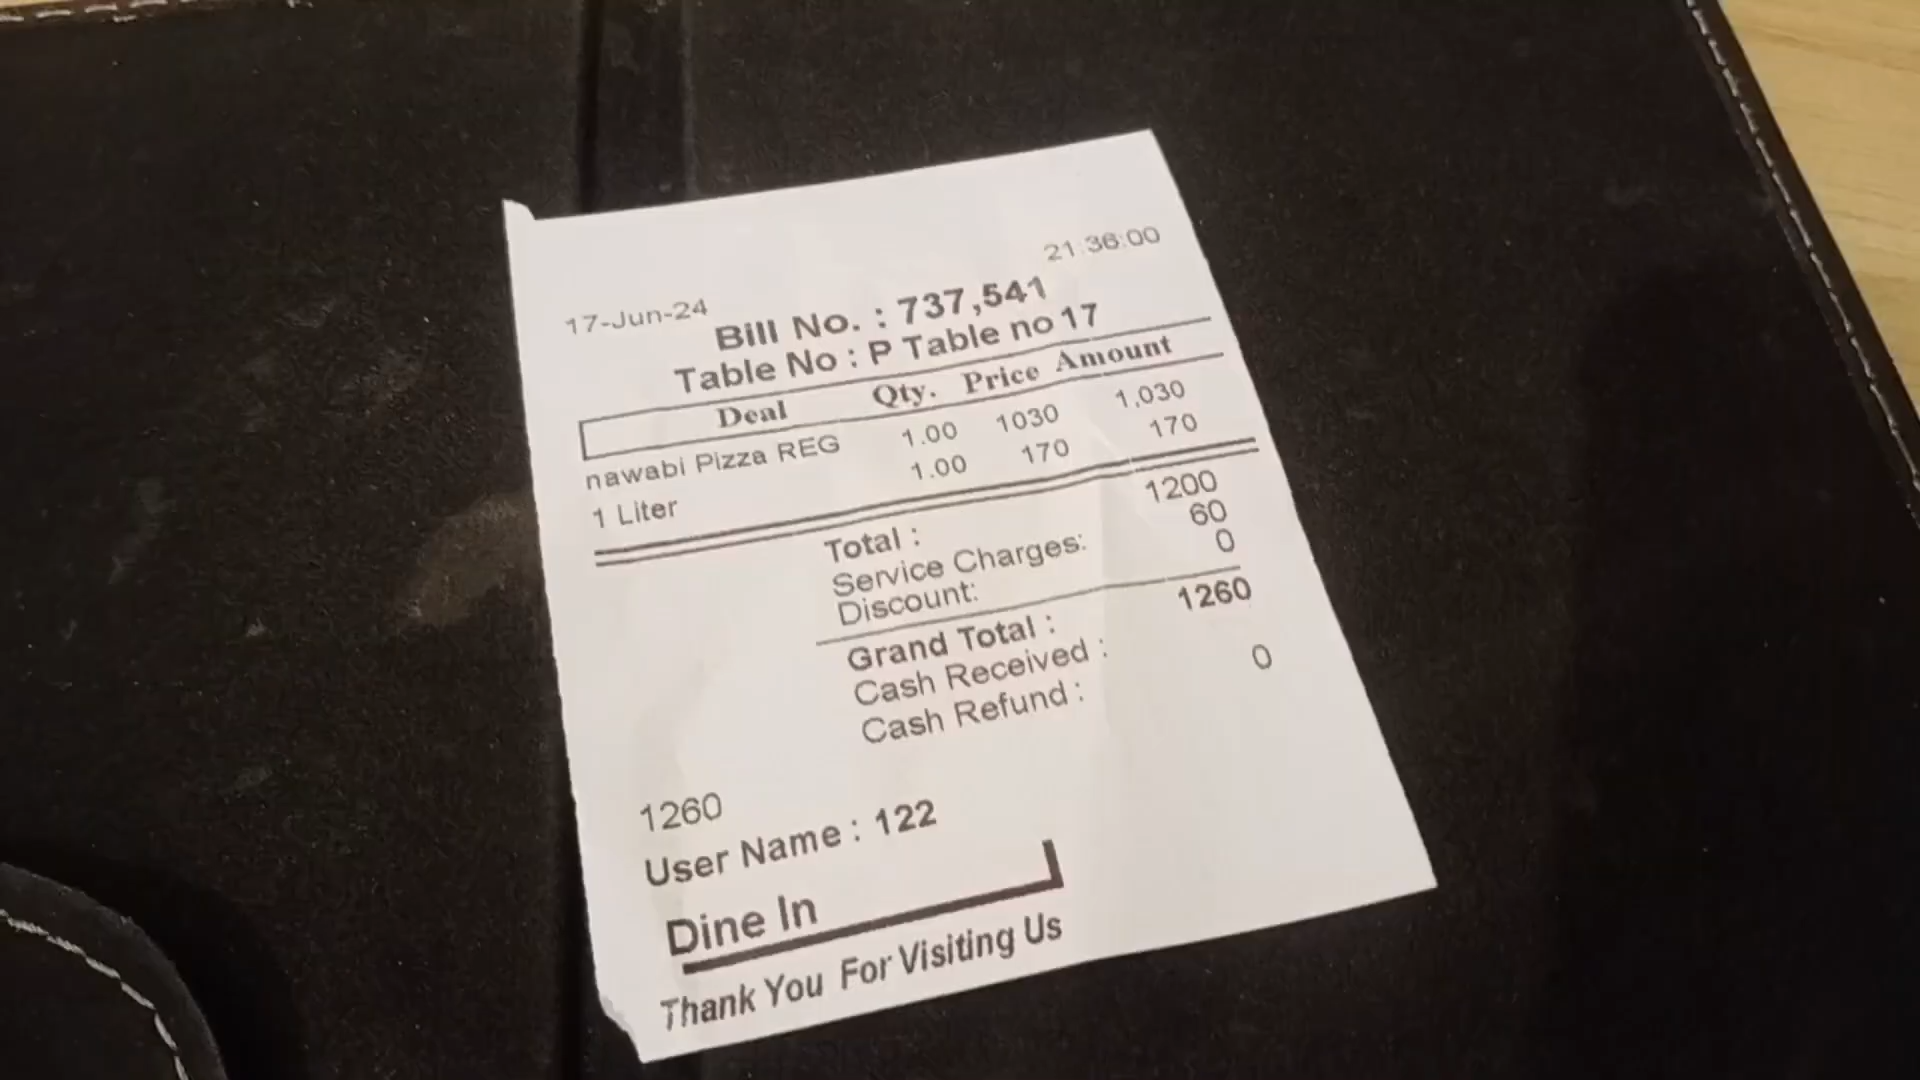 17-Jun-24 21:36:00
Bill No. : 737,541
Table No : P Table no 17
Deal Qty. Price Amount
nawabi Pizza REG 1.00 1030 1,030
1 Liter 1.00 170 170
Total : 1200
Service Charges: 60
Discount: 0
Grand Total : 1260
Cash Received :
Cash Refund : 0
1260
User Name : 122
Dine In
Thank You For Visiting Us